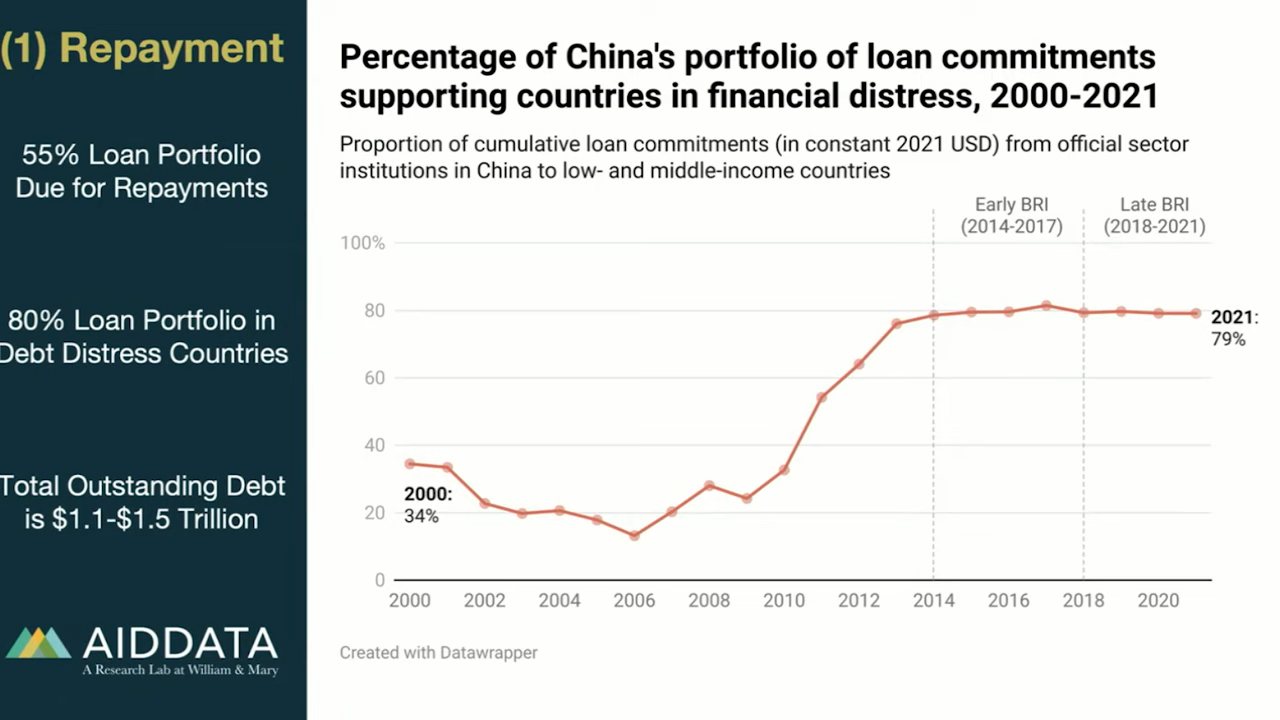 (1) Repayment
55% Loan Portfolio
Due for Repayments
80% Loan Portfolio in
Debt Distress Countries
Total Outstanding Debt
is $1.1-$1.5 Trillion
AIDDATA
A Research Lab at William & Mary
Percentage of China's portfolio of loan commitments
supporting countries in financial distress, 2000-2021
Proportion of cumulative loan commitments (in constant 2021 USD) from official sector
institutions in China to low- and middle-income countries
Early BRI
(2014-2017)
Late BRI
(2018-2021)
100%
80
60
40
20
0
2000:
34%
2021:
79%
2000 2002 2004 2006 2008 2010 2012 2014 2016 2018 2020
Created with Datawrapper